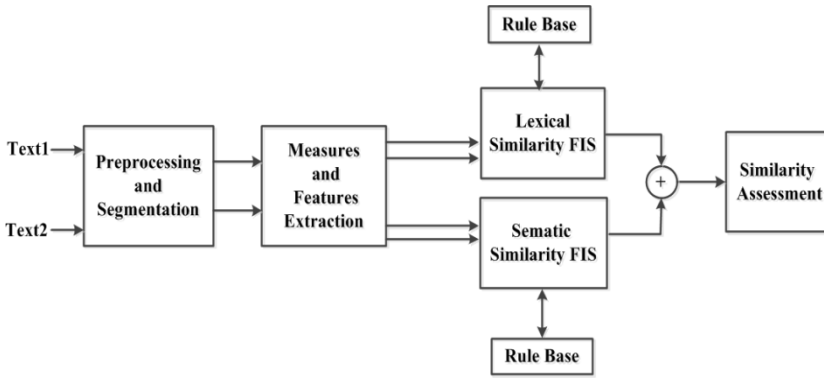 Rule Base
Lexical
Similarity FIS
Text1
Text2
Preprocessing
and
Segmentation
Measures
and
Features
Extraction
+
Similarity
Assessment
Sematic
Similarity FIS
Rule Base